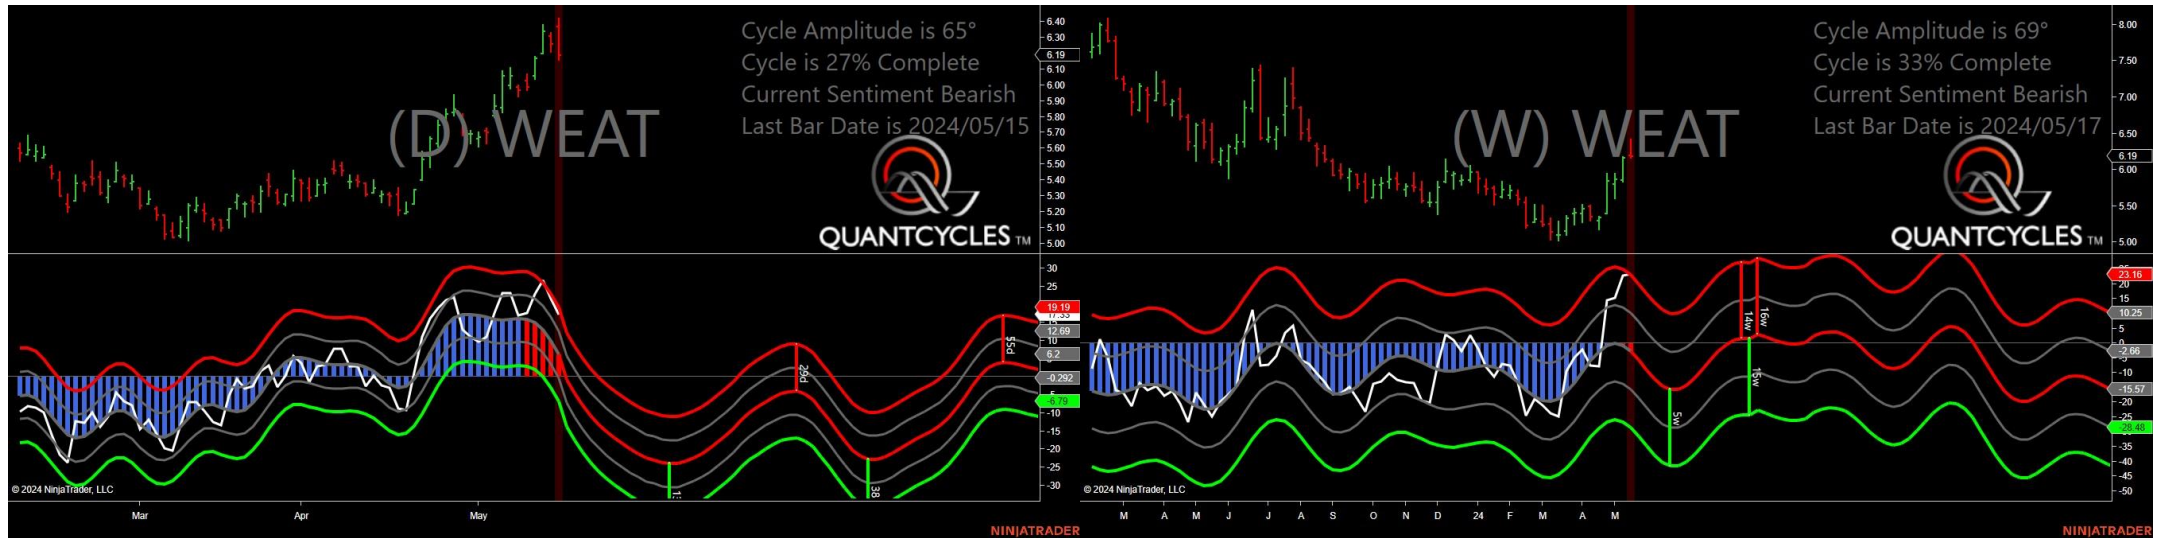 Cycle Amplitude is 65°
Cycle is 27% Complete
Current Sentiment Bearish
Last Bar Date is 2024/05/15
(D) WEAT
QUANTCYCLES TM
6.40
6.30
6.19
6.10
6.00
5.90
5.80
5.70
5.60
5.50
5.40
5.30
5.20
5.10
5.00
30
25
19.19
17.33
12.69
10
6.2
-0.292
-6.79
-10
-15
-20
-25
-30
29d
55d
38
© 2024 NinjaTrader, LLC
Mar
Apr
May
NINJATRADER
Cycle Amplitude is 69°
Cycle is 33% Complete
Current Sentiment Bearish
Last Bar Date is 2024/05/17
(W) WEAT
QUANTCYCLES TM
8.00
7.50
7.00
6.50
6.19
6.00
5.50
5.00
23.16
20
15
10.25
5
0
-2.66
-10
-15.57
-20
-25
-28.48
-35
-40
-45
-50
5w
14w
16w
15w
© 2024 NinjaTrader, LLC
M
A
M
J
J
A
S
O
N
D
24
F
M
A
M
NINJATRADER